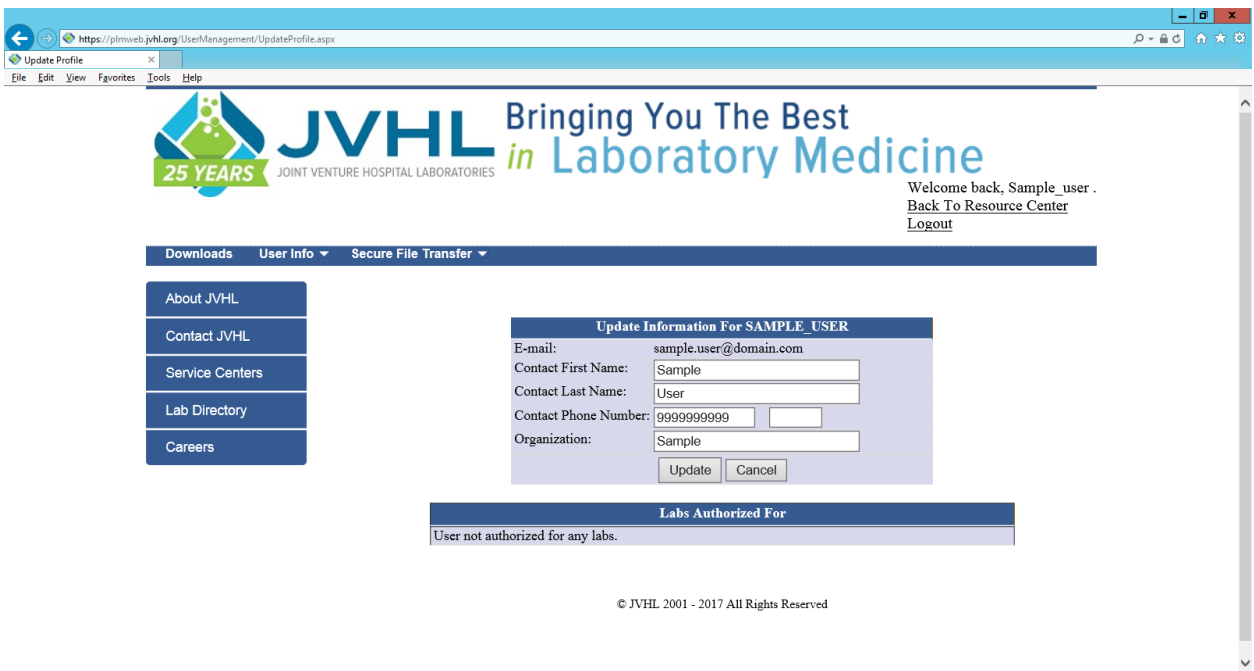 https://plmweb.jvhl.org/UserManagement/UpdateProfile.aspx
Update Profile
File Edit View Favorites Tools Help
25 YEARS
JVHL
JOINT VENTURE HOSPITAL LABORATORIES
Bringing You The Best
in Laboratory Medicine
Welcome back, Sample_user .
Back To Resource Center
Logout
Downloads User Info Secure File Transfer
About JVHL
Contact JVHL
Service Centers
Lab Directory
Careers
Update Information For SAMPLE_USER
E-mail: sample.user@domain.com
Contact First Name: Sample
Contact Last Name: User
Contact Phone Number: 9999999999
Organization: Sample
Update Cancel
Labs Authorized For
User not authorized for any labs.
© JVHL 2001 - 2017 All Rights Reserved